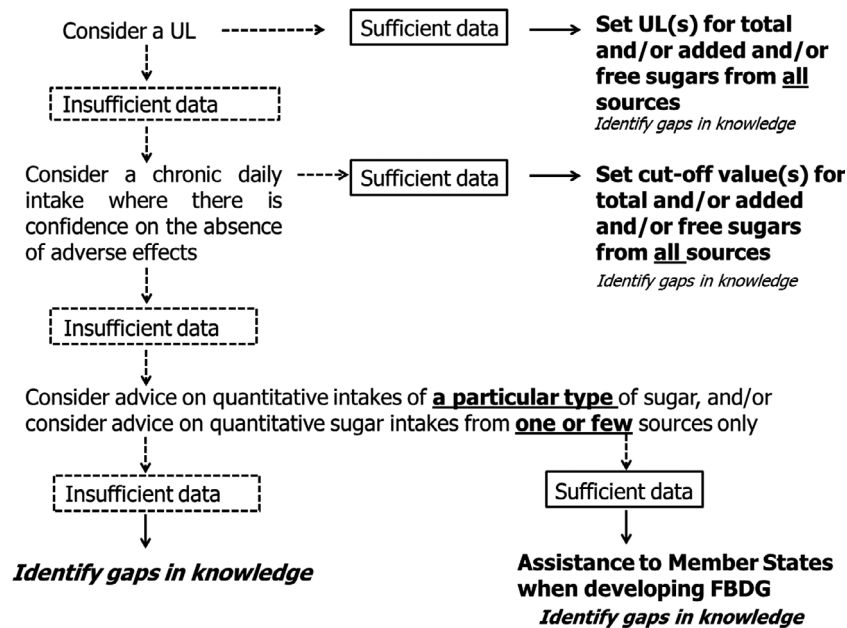 Consider a UL
Sufficient data
Set UL(s) for total
and/or added and/or
free sugars from all
sources
Identify gaps in knowledge
Insufficient data
Consider a chronic daily
intake where there is
confidence on the absence
of adverse effects
Sufficient data
Set cut-off value(s) for
total and/or added
and/or free sugars
from all sources
Identify gaps in knowledge
Insufficient data
Consider advice on quantitative intakes of a particular type of sugar, and/or
consider advice on quantitative sugar intakes from one or few sources only
Insufficient data
Identify gaps in knowledge
Sufficient data
Assistance to Member States
when developing FBDG
Identify gaps in knowledge